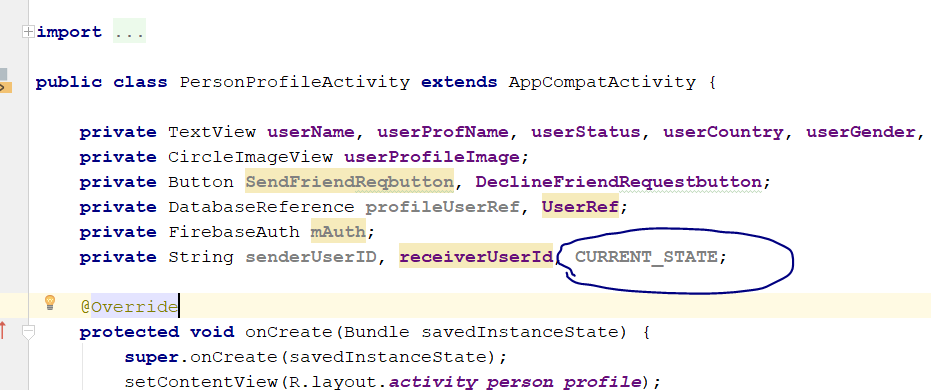 import ...
public class PersonProfileActivity extends AppCompatActivity {
private TextView userName, userProfName, userStatus, userCountry, userGender,
private CircleImageView userProfileImage;
private Button SendFriendReqbutton, DeclineFriendRequestbutton;
private DatabaseReference profileUserRef, UserRef;
private FirebaseAuth mAuth;
private String senderUserID, receiverUserId, CURRENT_STATE;
@Override
protected void onCreate(Bundle savedInstanceState) {
super.onCreate(savedInstanceState);
setContentView(R.layout.activity_person_profile);